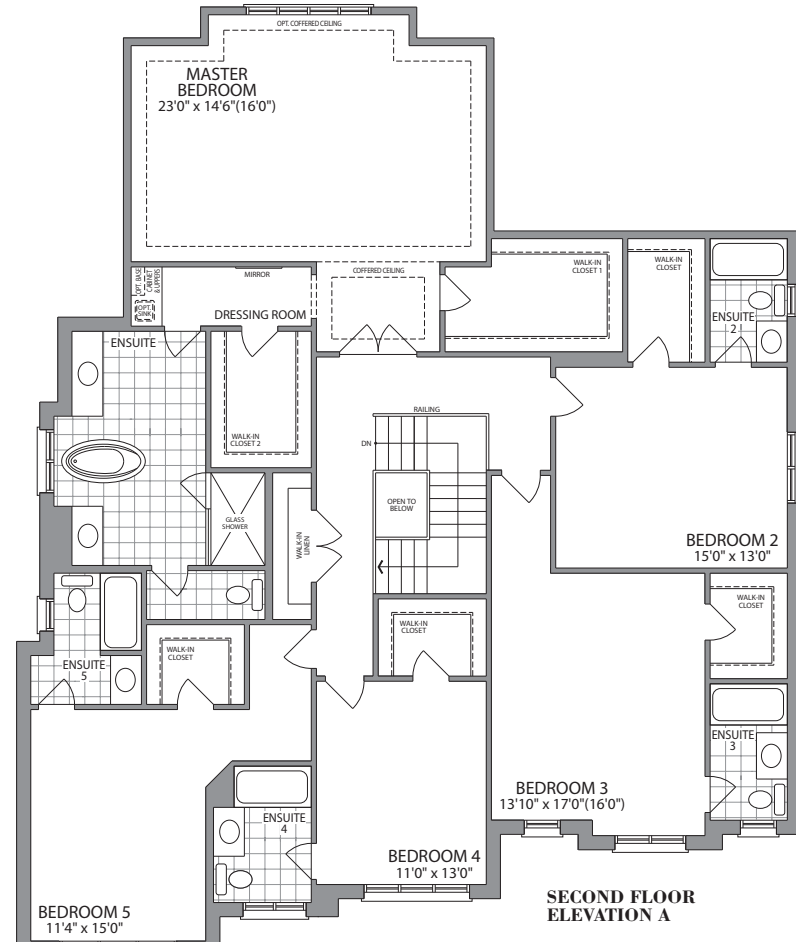 OPT. COFFERED CEILING
MASTER
BEDROOM
23'0" x 14'6"(16'0")
OPT. BASE
CABINET
& UPPERS
OPT.
SINK
MIRROR
DRESSING ROOM
COFFERED CEILING
WALK-IN
CLOSET 1
WALK-IN
CLOSET
ENSUITE
2
ENSUITE
WALK-IN
CLOSET 2
RAILING
DN
OPEN TO
BELOW
GLASS
SHOWER
WALK-IN
LINEN
BEDROOM 2
15'0" x 13'0"
WALK-IN
CLOSET
WALK-IN
CLOSET
WALK-IN
CLOSET
ENSUITE
5
ENSUITE
3
BEDROOM 3
13'10" x 17'0"(16'0")
ENSUITE
4
BEDROOM 4
11'0" x 13'0"
BEDROOM 5
11'4" x 15'0"
SECOND FLOOR
ELEVATION A